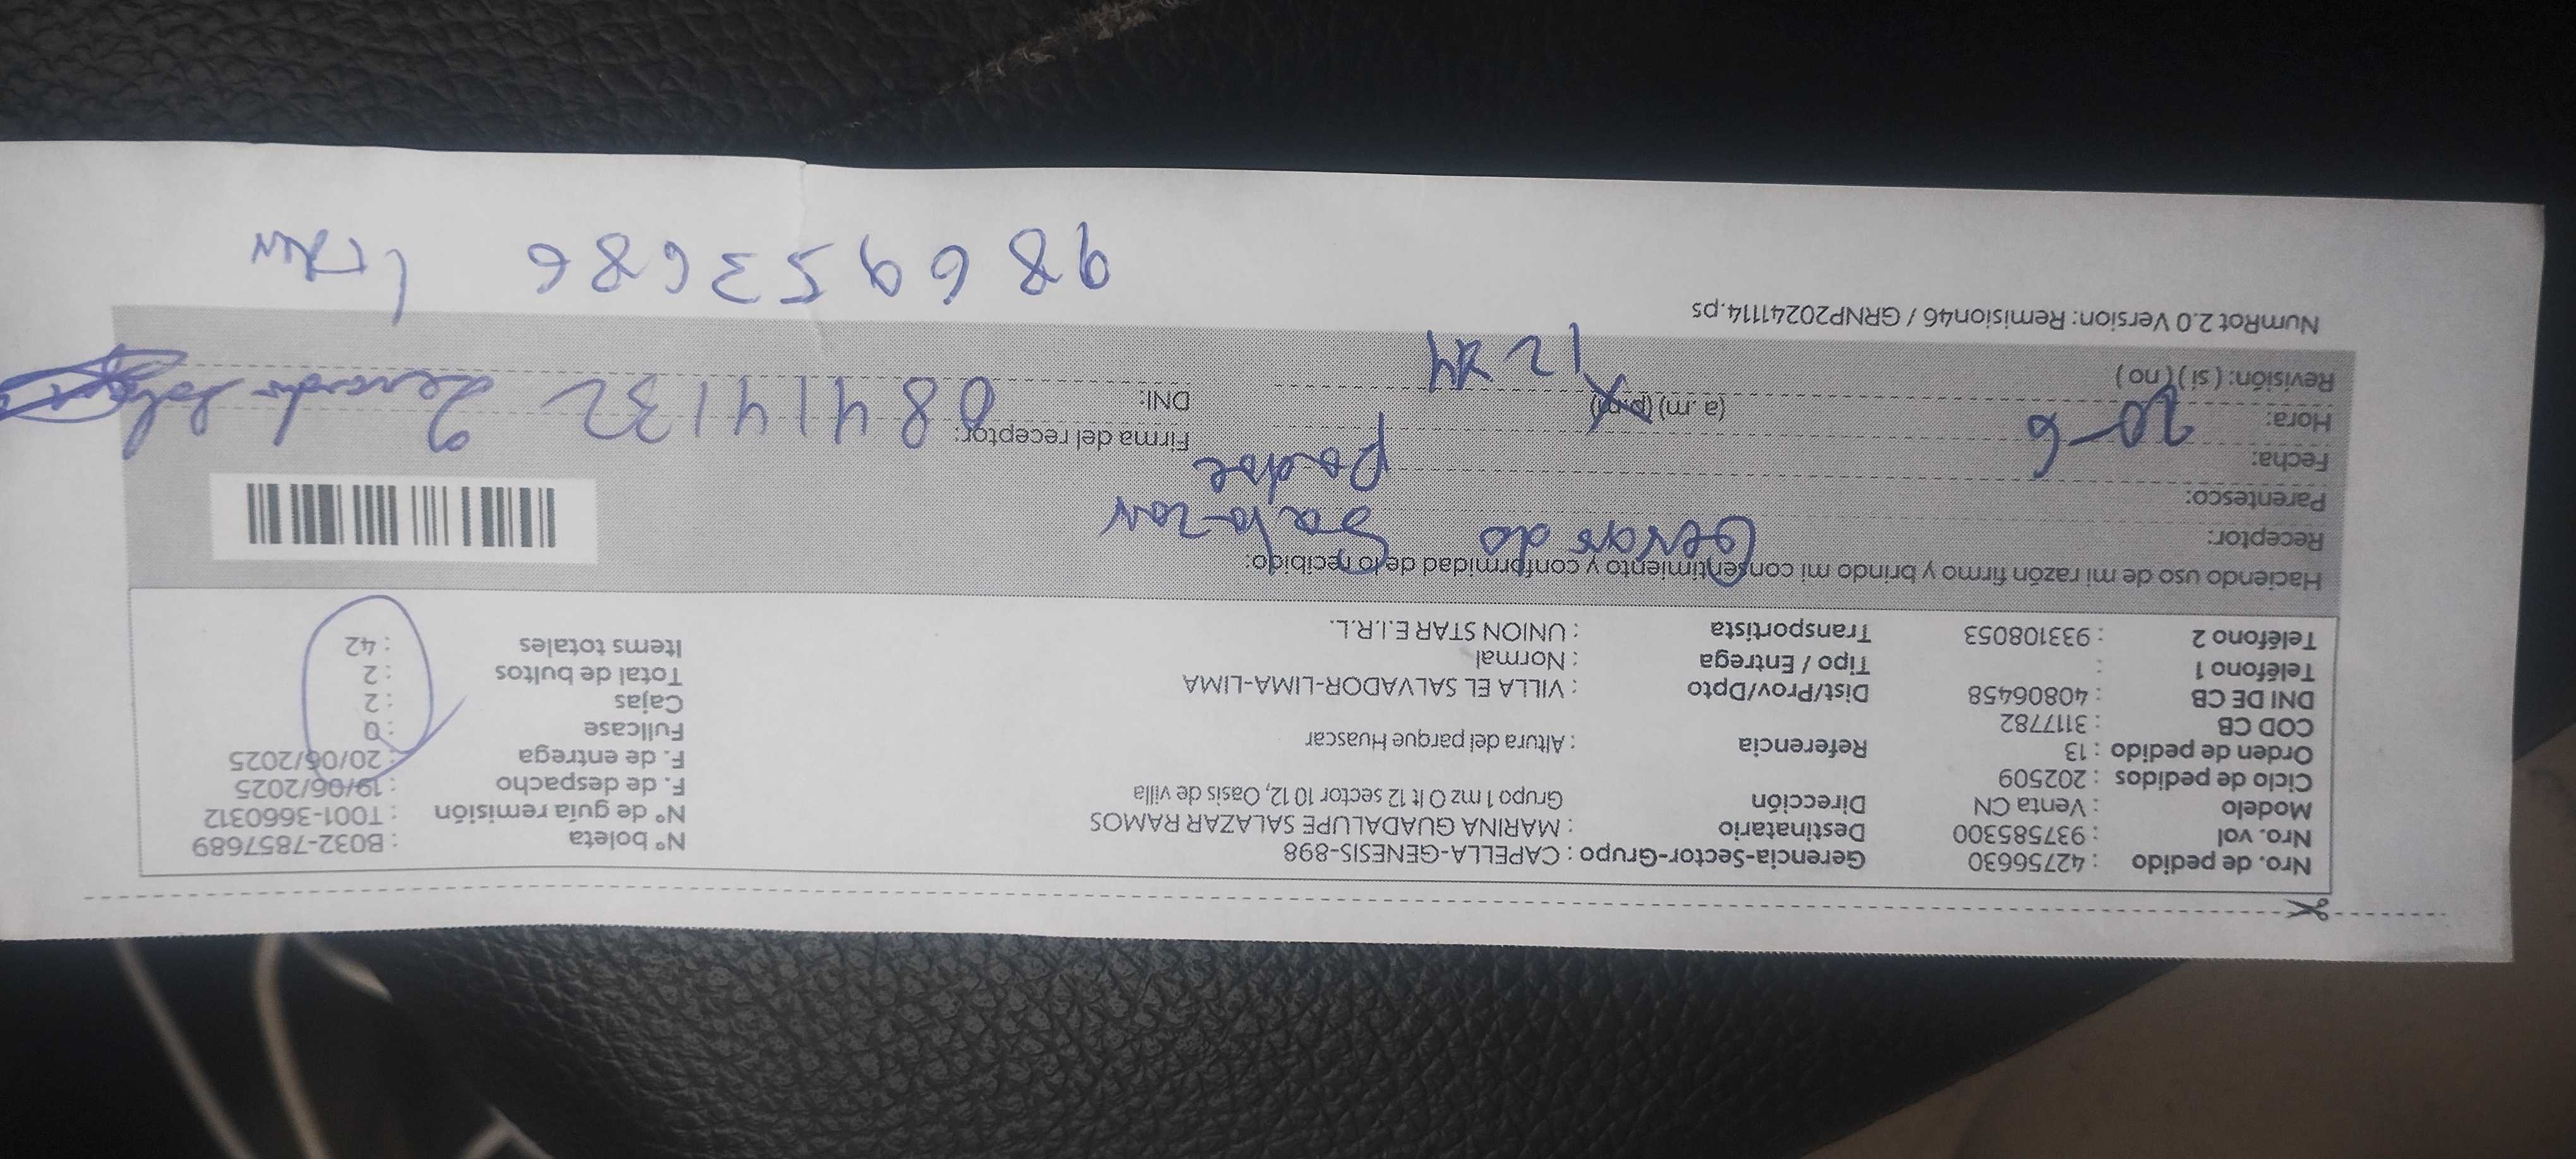 Nro. de pedido : 42756630 Gerencia-Sector-Grupo : CAPELLA-GENESIS-898 N° boleta : B032-7857689
Nro. vol : 937585300 Destinatario : MARINA GUADALUPE SALAZAR RAMOS N° de guía remisión : T001-3660312
Modelo : Venta CN Dirección Grupo 1 mz O lt 12 sector 10 12, Oasis de villa F. de despacho : 19/06/2025
Ciclo de pedidos : 202509 F. de entrega : 20/06/2025
Orden de pedido : 13 Referencia : Altura del parque Huascar Fullcase : 0
COD CB : 3117782 Cajas : 2
DNI DE CB : 40806458 Dist/Prov/Dpto : VILLA EL SALVADOR-LIMA-LIMA Total de bultos : 2
Teléfono 1 : Tipo / Entrega : Normal Items totales : 42
Teléfono 2 : 933108053 Transportista : UNION STAR E.I.R.L.
Haciendo uso de mi razón firmo y brindo mi consentimiento y conformidad de lo recibido:
Receptor: Gerardo Salazar
Parentesco: Padre
Fecha: 20-6 Firma del receptor:
Hora: (a .m) (p.m) 12 DNI: 08414132
Revisión: ( si ) ( no )
NumRot 2.0 Version: Remision46 / GRNP20241114.ps
986953686